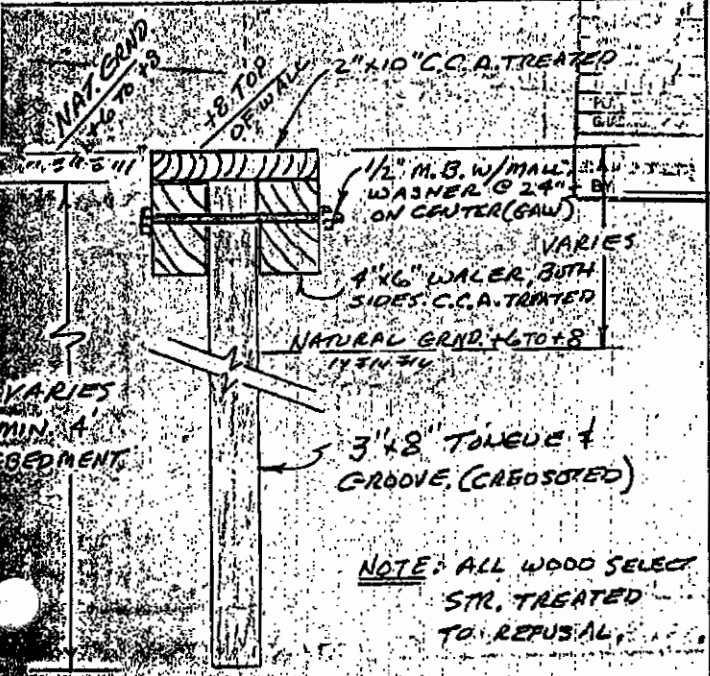 NAT. GRND
+6 TO +8
+8 TOP
OF WALL
2"x10" C.C.A. TREATED
1/2" M.B. W/MALL.
WASHER @ 24"
ON CENTER (GALV)
BY
VARIES
4"x6" WALER, BOTH
SIDES. C.C.A. TREATED
NATURAL GRND. +6 TO +8
VARIES
MIN. 4'
EBEDMENT
3"x8" TONGUE &
GROOVE. (CREOSOTED)
NOTE: ALL WOOD SELECT
STR. TREATED
TO REFUSAL.